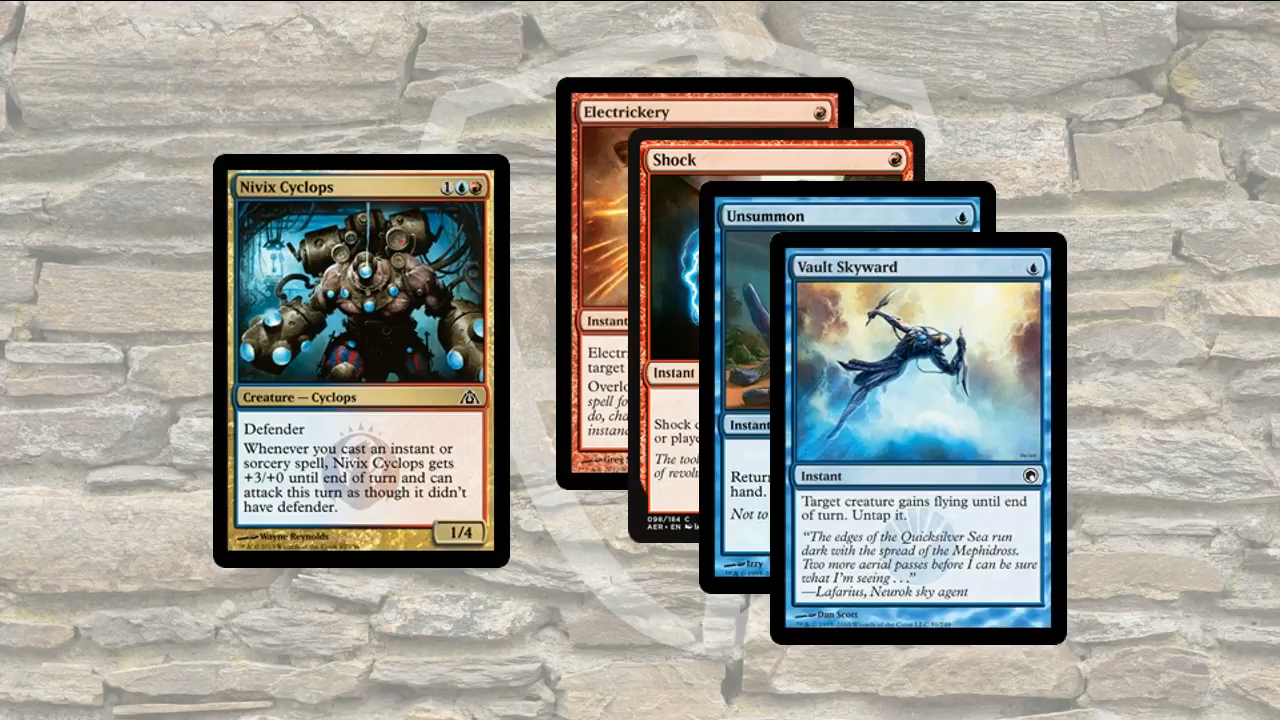 Nivix Cyclops 1
Creature — Cyclops
Defender
Whenever you cast an instant or
sorcery spell, Nivix Cyclops gets
+3/+0 until end of turn and can
attack this turn as though it didn't
have defender.
1/4
Wayne Reynolds
Electrickery
Instant
target
spell fo
do, cha
instan
Shock
Instant
Shock
or playe
The tool
of revol
098/184 C
AER • EN
Unsummon
Instant
Return
hand.
Not to
Izzy
Vault Skyward
Instant
Target creature gains flying until end
of turn. Untap it.
“The edges of the Quicksilver Sea run
dark with the spread of the Mephidross.
Two more aerial passes before I can be sure
what I'm seeing . . .”
—Lafarius, Neurok sky agent
Dan Scott